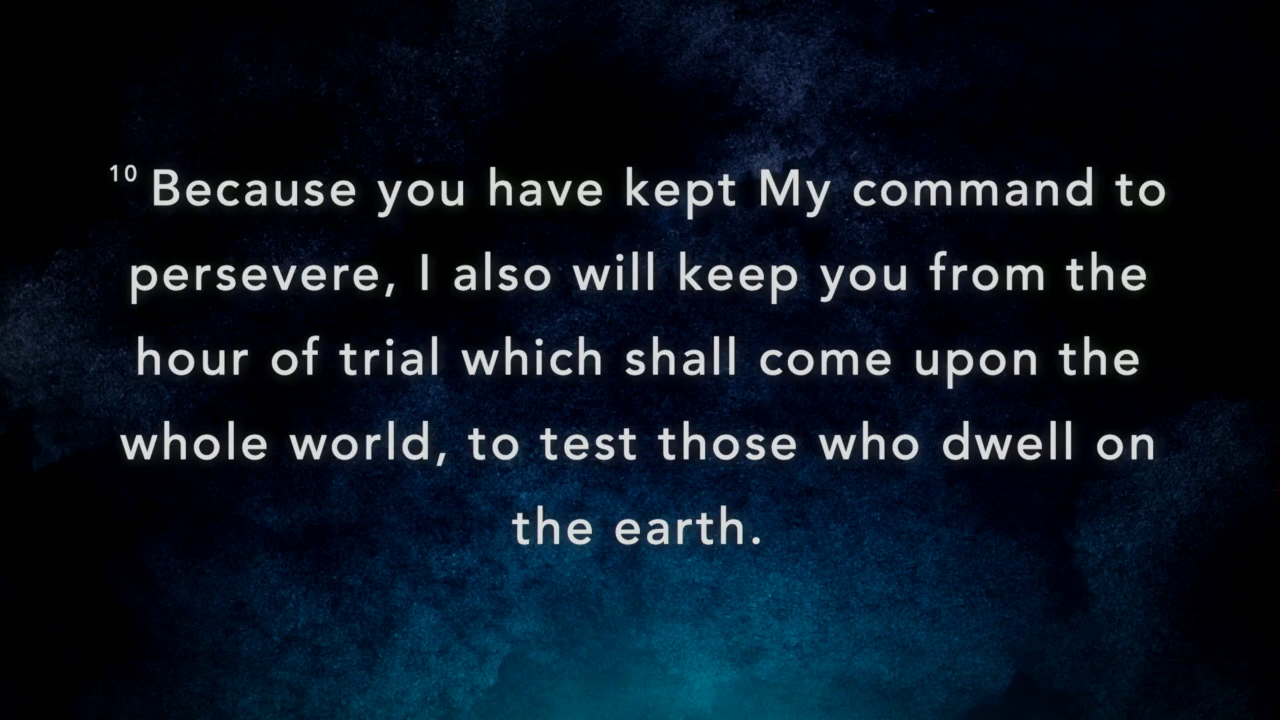 10 Because you have kept My command to
persevere, I also will keep you from the
hour of trial which shall come upon the
whole world, to test those who dwell on
the earth.